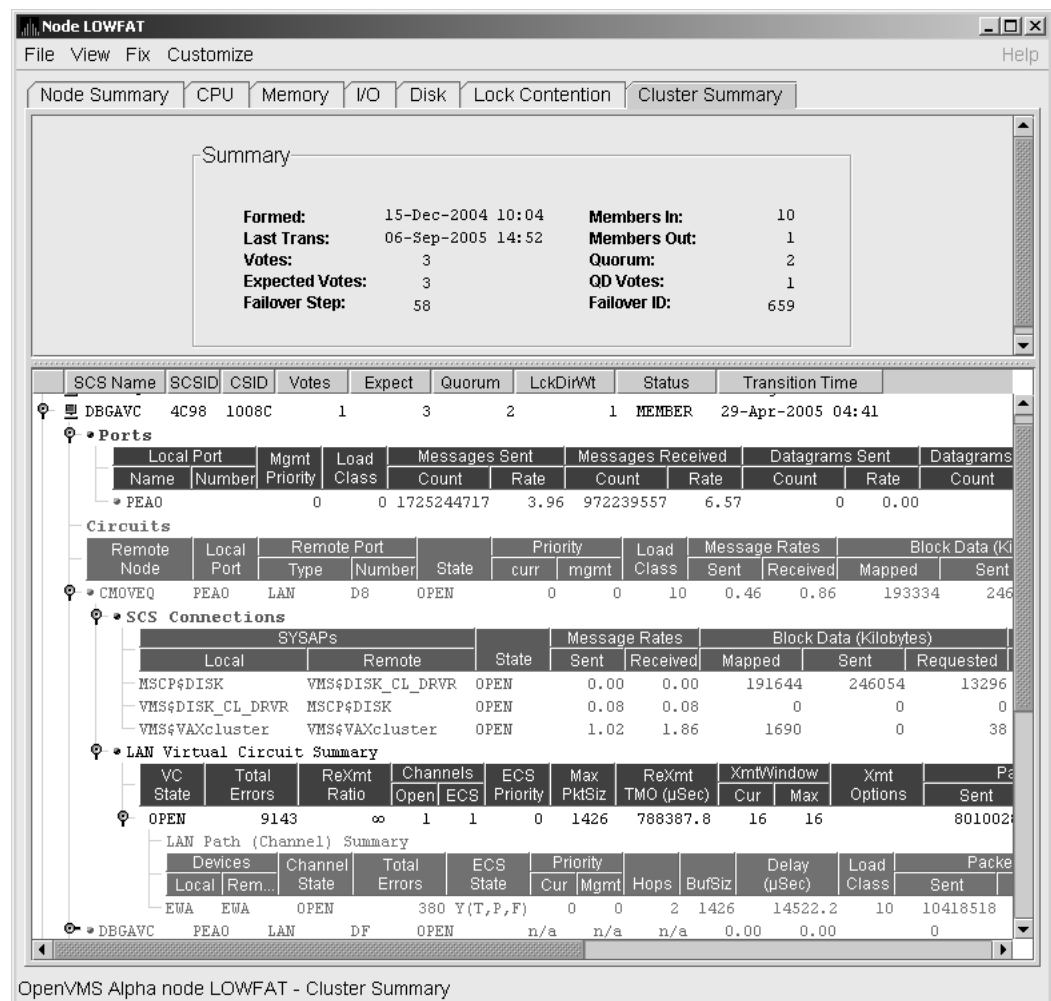 Node LOWFAT
File View Fix Customize Help
Node Summary CPU Memory I/O Disk Lock Contention Cluster Summary
Summary
Formed: 15-Dec-2004 10:04 Members In: 10
Last Trans: 06-Sep-2005 14:52 Members Out: 1
Votes: 3 Quorum: 2
Expected Votes: 3 QD Votes: 1
Failover Step: 58 Failover ID: 659
SCS Name SCSID CSID Votes Expect Quorum LckDirWt Status Transition Time
DBGAVC 4C98 1008C 1 3 2 1 MEMBER 29-Apr-2005 04:41
Ports
Local Port Mgmt Load Messages Sent Messages Received Datagrams Sent Datagrams
Name Number Priority Class Count Rate Count Rate Count Rate Count
PEA0 0 0 1725244717 3.96 972239557 6.57 0 0.00
Circuits
Remote Local Remote Port Priority Load Message Rates Block Data (Ki
Node Port Type Number State curr mgmt Class Sent Received Mapped Sent
CMOVEQ PEA0 LAN D8 OPEN 0 0 10 0.46 0.86 193334 246
SCS Connections
SYSAPs Message Rates Block Data (Kilobytes)
Local Remote State Sent Received Mapped Sent Requested
MSCP$DISK VMS$DISK_CL_DRVR OPEN 0.00 0.00 191644 246054 13296
VMS$DISK_CL_DRVR MSCP$DISK OPEN 0.08 0.08 0 0 0
VMS$VAXcluster VMS$VAXcluster OPEN 1.02 1.86 1690 0 38
LAN Virtual Circuit Summary
VC Total ReXmt Channels ECS Max ReXmt XmtWindow Xmt Pa
State Errors Ratio Open ECS Priority PktSiz TMO (µSec) Cur Max Options Sent
OPEN 9143 ∞ 1 1 0 1426 788387.8 16 16 8010028
LAN Path (Channel) Summary
Devices Channel Total ECS Priority Delay Load Packe
Local Rem... State Errors State Cur Mgmt Hops BufSiz (µSec) Class Sent
EWA EWA OPEN 380 Y(T,P,F) 0 0 2 1426 14522.2 10 10418518
DBGAVC PEA0 LAN DF OPEN n/a n/a n/a 0.00 0.00 0
OpenVMS Alpha node LOWFAT - Cluster Summary